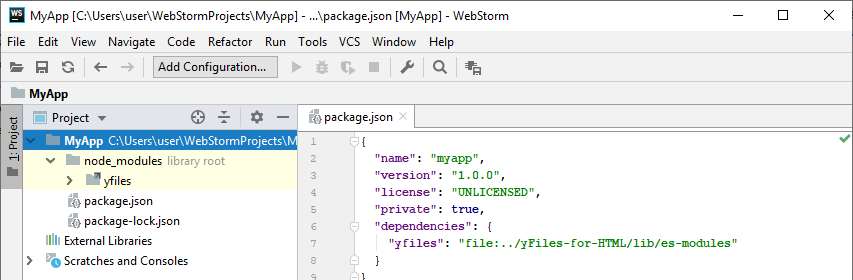 WS MyApp [C:\Users\user\WebStormProjects\MyApp] - ...\package.json [MyApp] - WebStorm
File Edit View Navigate Code Refactor Run Tools VCS Window Help
Add Configuration...
MyApp
1: Project
Project
package.json
MyApp C:\Users\user\WebStormProjects\M
node_modules library root
yfiles
package.json
package-lock.json
External Libraries
Scratches and Consoles
1 {
2 "name": "myapp",
3 "version": "1.0.0",
4 "license": "UNLICENSED",
5 "private": true,
6 "dependencies": {
7 "yfiles": "file:../yFiles-for-HTML/lib/es-modules"
8 }
9 }